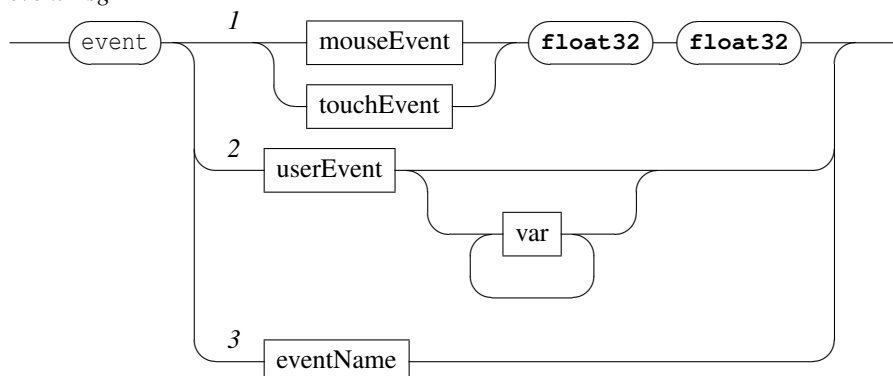 event 1 mouseEvent float32 float32
touchEvent
2 userEvent
var
3 eventName